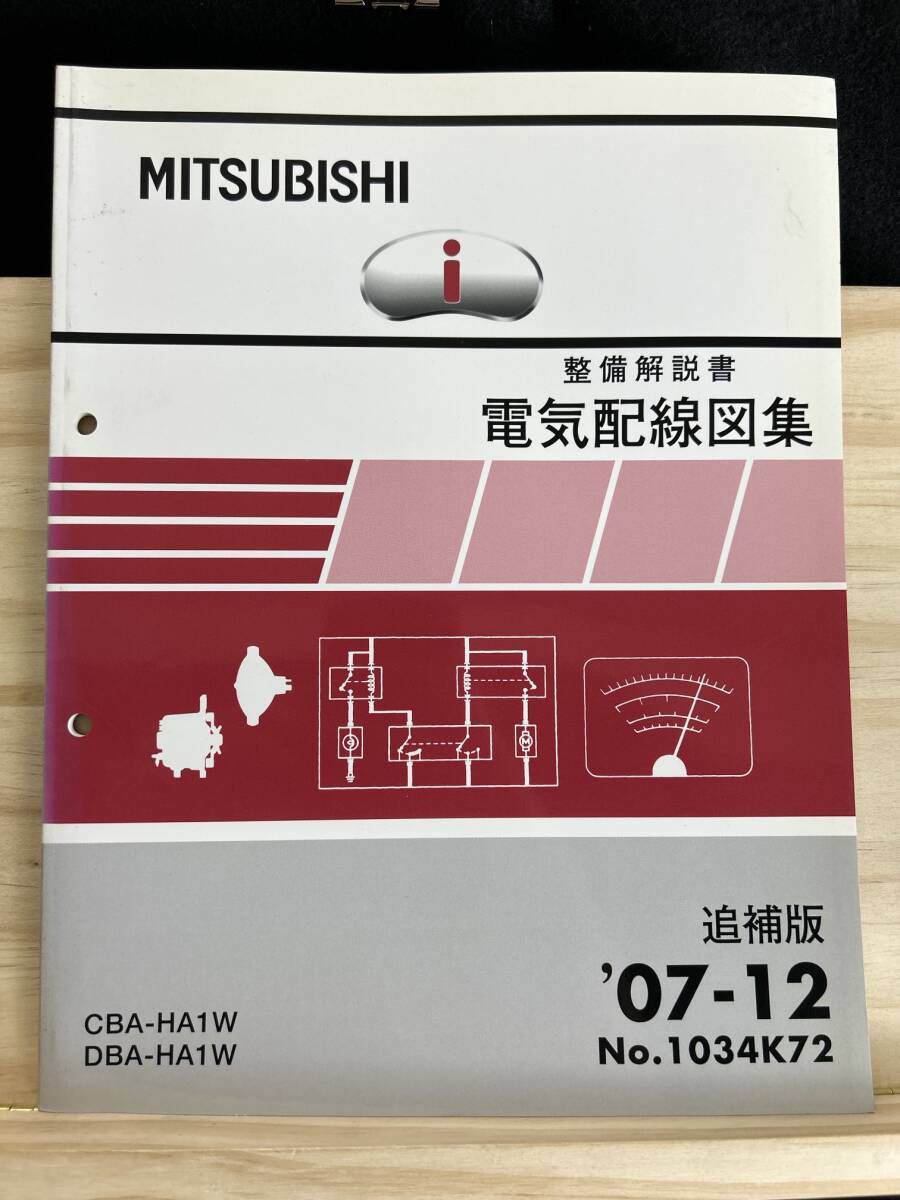 MITSUBISHI
i
整備解説書
電気配線図集
M
追補版
'07-12
No.1034K72
CBA-HA1W
DBA-HA1W